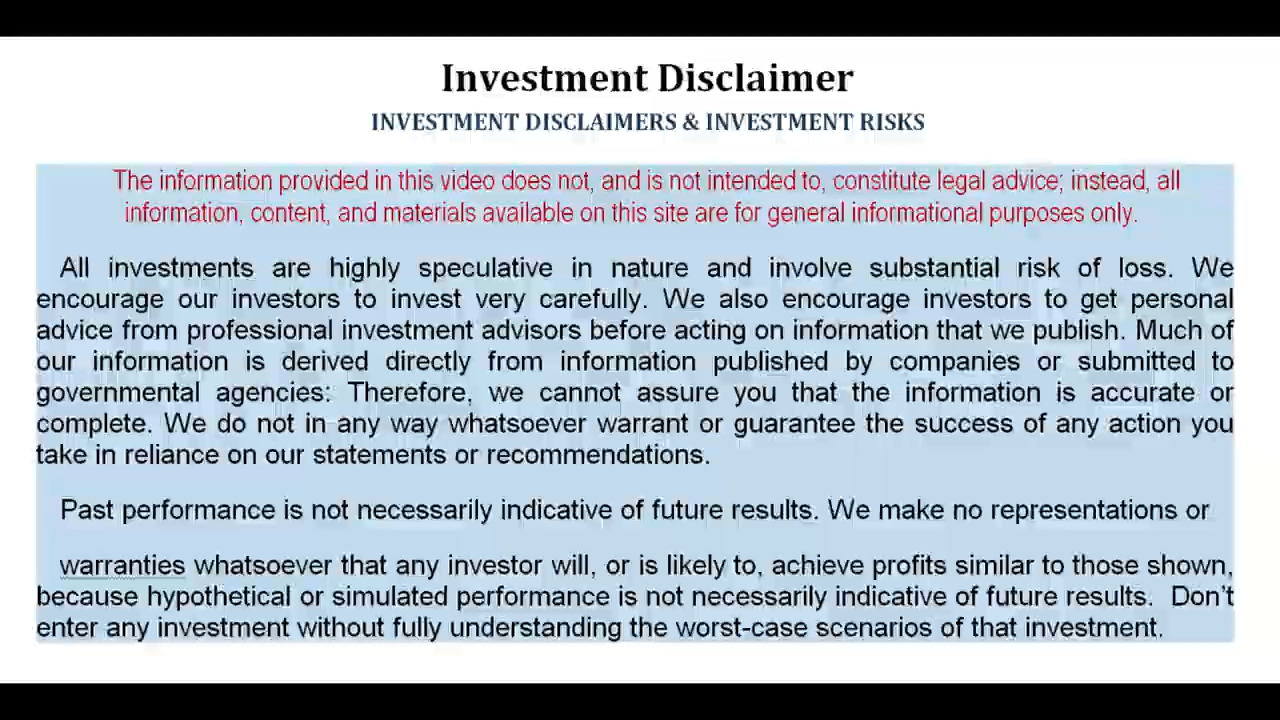 Investment Disclaimer
INVESTMENT DISCLAIMERS & INVESTMENT RISKS
The information provided in this video does not, and is not intended to, constitute legal advice; instead, all
information, content, and materials available on this site are for general informational purposes only.
All investments are highly speculative in nature and involve substantial risk of loss. We
encourage our investors to invest very carefully. We also encourage investors to get personal
advice from professional investment advisors before acting on information that we publish. Much of
our information is derived directly from information published by companies or submitted to
governmental agencies: Therefore, we cannot assure you that the information is accurate or
complete. We do not in any way whatsoever warrant or guarantee the success of any action you
take in reliance on our statements or recommendations.
Past performance is not necessarily indicative of future results. We make no representations or
warranties whatsoever that any investor will, or is likely to, achieve profits similar to those shown,
because hypothetical or simulated performance is not necessarily indicative of future results. Don't
enter any investment without fully understanding the worst-case scenarios of that investment.